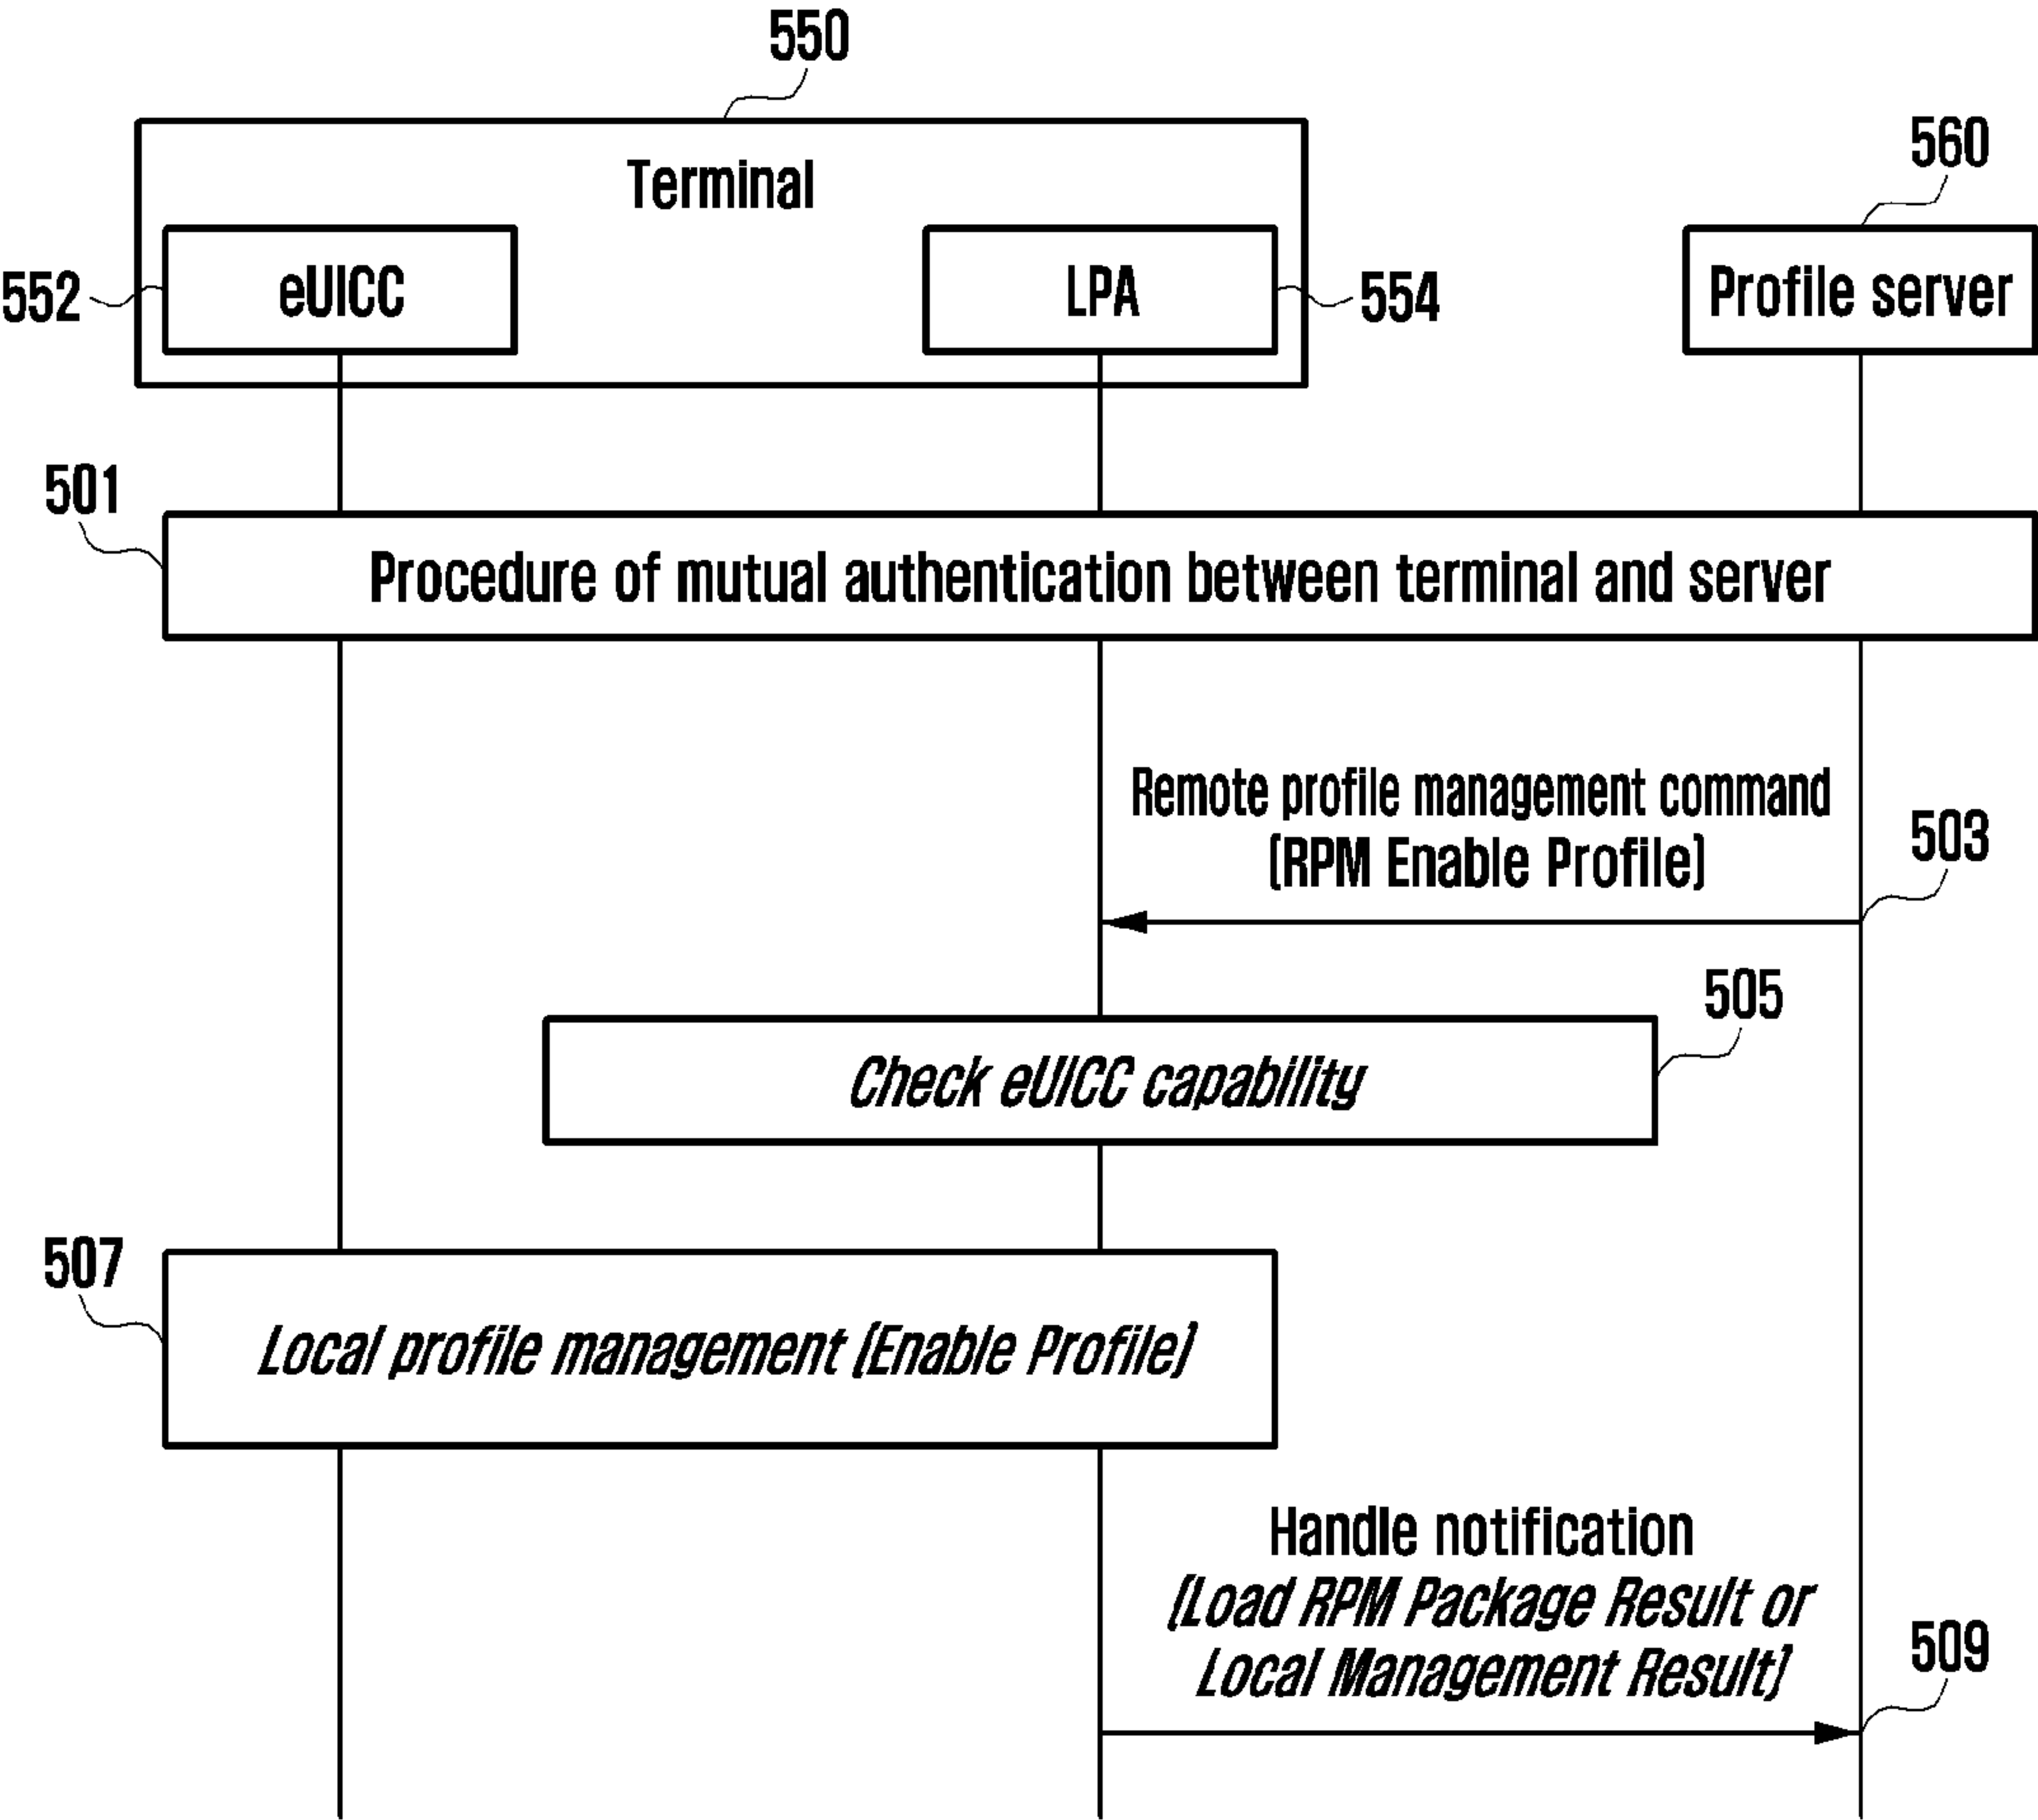 550
Terminal
560
eUICC
LPA
Profile server
552
554
501
Procedure of mutual authentication between terminal and server
Remote profile management command
(RPM Enable Profile)
503
505
Check eUICC capability
507
Local profile management (Enable Profile)
Handle notification
(Load RPM Package Result or
Local Management Result)
509